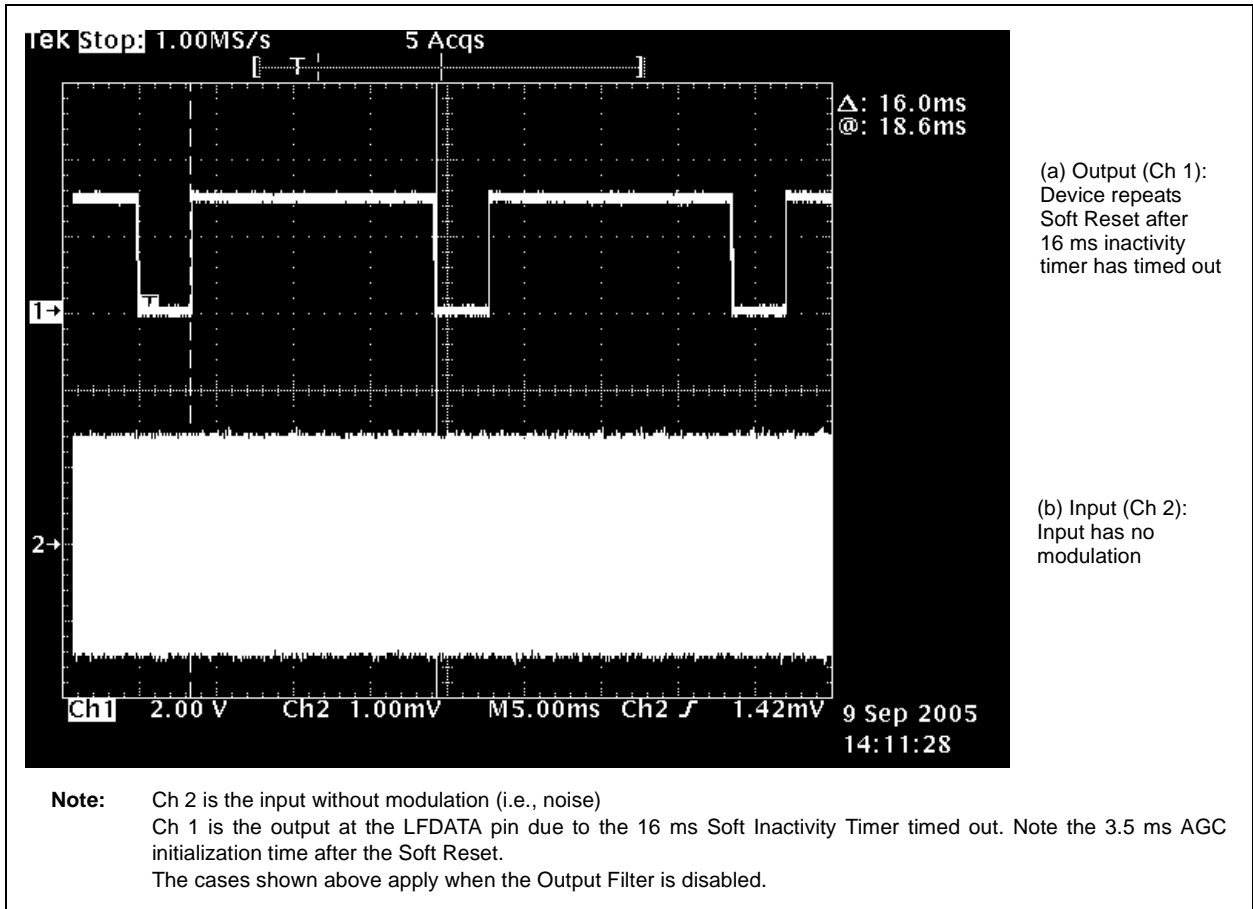 Tek Stop: 1.00MS/s 5 Acqs
[ T ]
Δ: 16.0ms
@: 18.6ms
(a) Output (Ch 1):
Device repeats
Soft Reset after
16 ms inactivity
timer has timed out
T
1→
(b) Input (Ch 2):
Input has no
modulation
2→
Ch1 2.00 V Ch2 1.00mV M5.00ms Ch2 ʃ 1.42mV
9 Sep 2005
14:11:28
Note: Ch 2 is the input without modulation (i.e., noise)
Ch 1 is the output at the LFDATA pin due to the 16 ms Soft Inactivity Timer timed out. Note the 3.5 ms AGC
initialization time after the Soft Reset.
The cases shown above apply when the Output Filter is disabled.